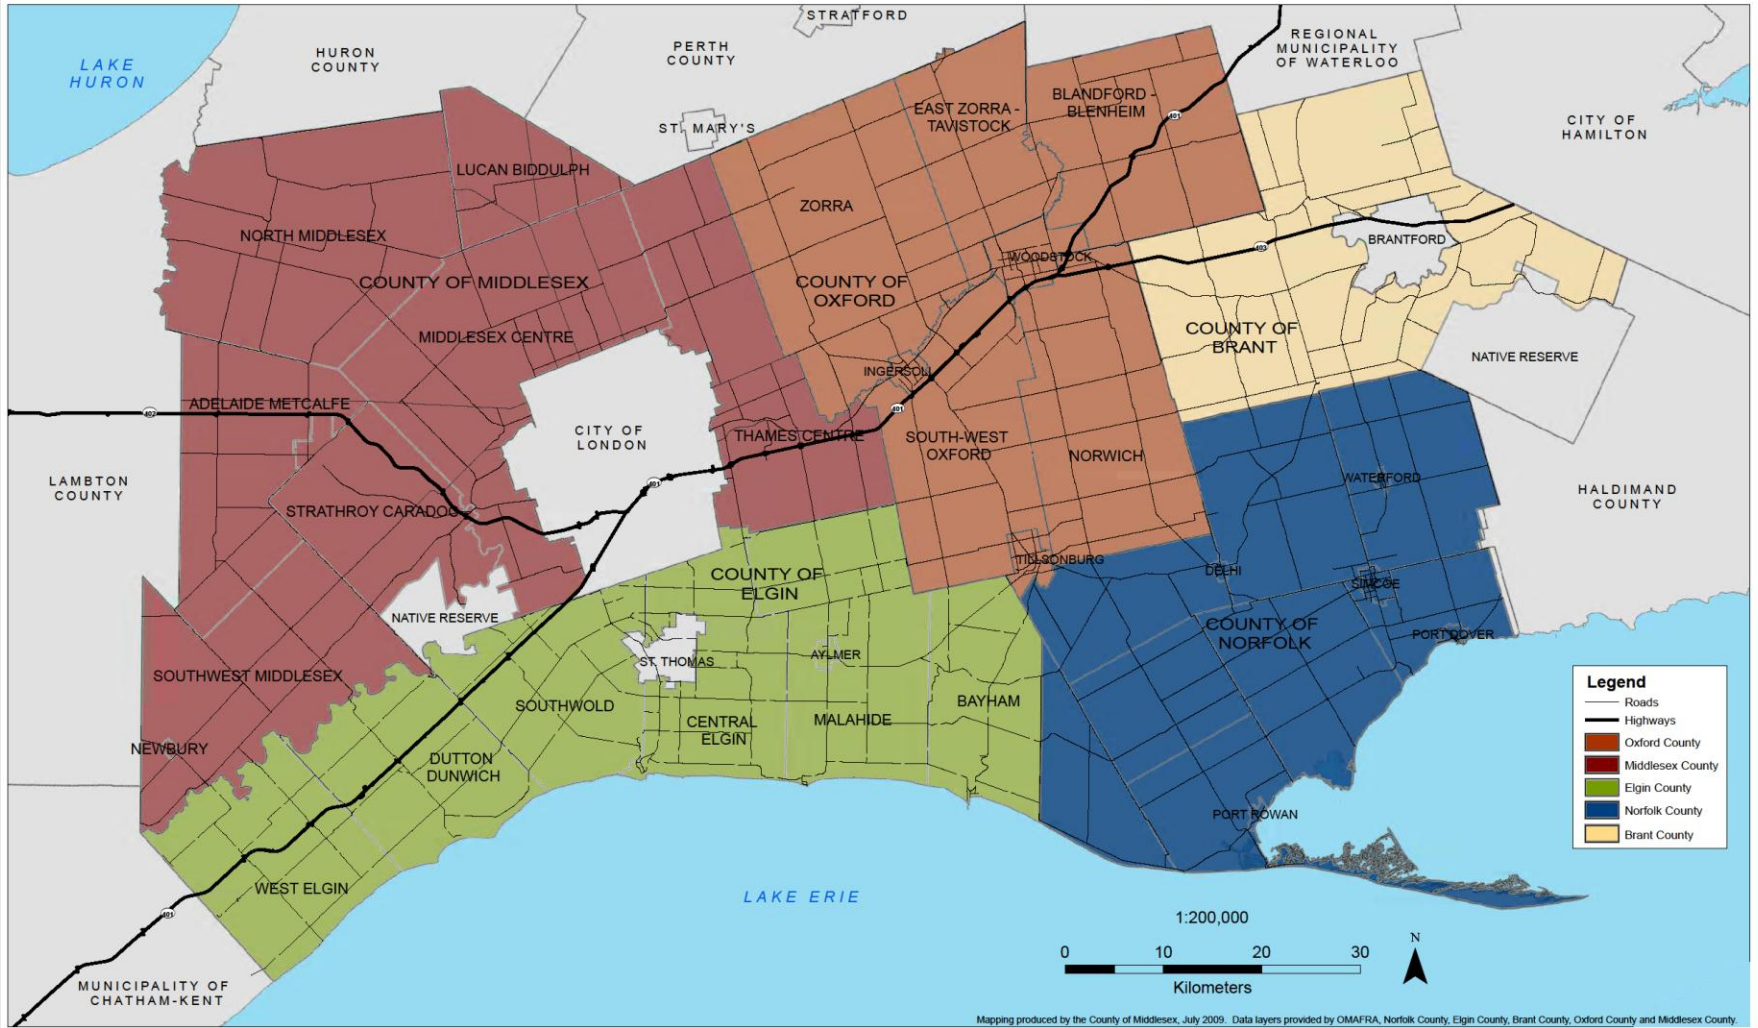 STRATFORD
LAKE
HURON
HURON
COUNTY
PERTH
COUNTY
REGIONAL
MUNICIPALITY
OF WATERLOO
ST. MARY'S
EAST ZORRA -
TAVISTOCK
BLANDFORD -
BLENHEIM
401
CITY OF
HAMILTON
LUCAN BIDDULPH
ZORRA
NORTH MIDDLESEX
COUNTY OF MIDDLESEX
COUNTY OF
OXFORD
WOODSTOCK
403
BRANTFORD
MIDDLESEX CENTRE
COUNTY OF
BRANT
NATIVE RESERVE
INGERSOLL
ADELAIDE METCALFE
402
401
CITY OF
LONDON
THAMES CENTRE
SOUTH-WEST
OXFORD
NORWICH
LAMBTON
COUNTY
401
WATERFORD
HALDIMAND
COUNTY
STRATHROY CARADOC
TILLSONBURG
DELHI
SIMCOE
COUNTY OF
ELGIN
NATIVE RESERVE
COUNTY OF
NORFOLK
PORT DOVER
ST. THOMAS
AYLMER
SOUTHWEST MIDDLESEX
SOUTHWOLD
CENTRAL
ELGIN
MALAHIDE
BAYHAM
NEWBURY
DUTTON
DUNWICH
PORT ROWAN
WEST ELGIN
401
LAKE ERIE
MUNICIPALITY OF
CHATHAM-KENT
Legend
Roads
Highways
Oxford County
Middlesex County
Elgin County
Norfolk County
Brant County
1:200,000
0 10 20 30
Kilometers
N
Mapping produced by the County of Middlesex, July 2009. Data layers provided by OMAFRA, Norfolk County, Elgin County, Brant County, Oxford County and Middlesex County.